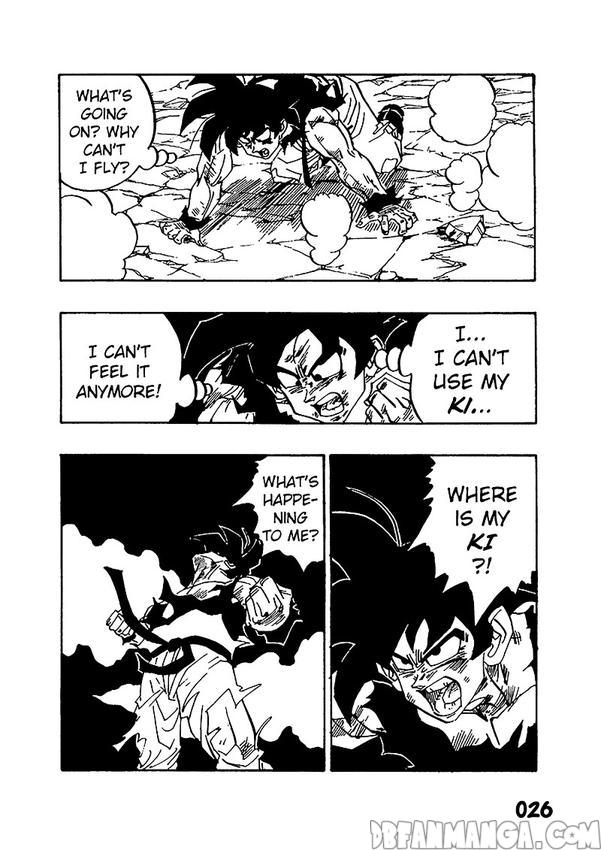 WHAT'S
GOING
ON? WHY
CAN'T
I FLY?
I CAN'T
FEEL IT
ANYMORE!
I...
I CAN'T
USE MY
KI...
WHAT'S
HAPPE-
NING
TO ME?
WHERE
IS MY
KI
?!
026
DBFANMANGA.COM